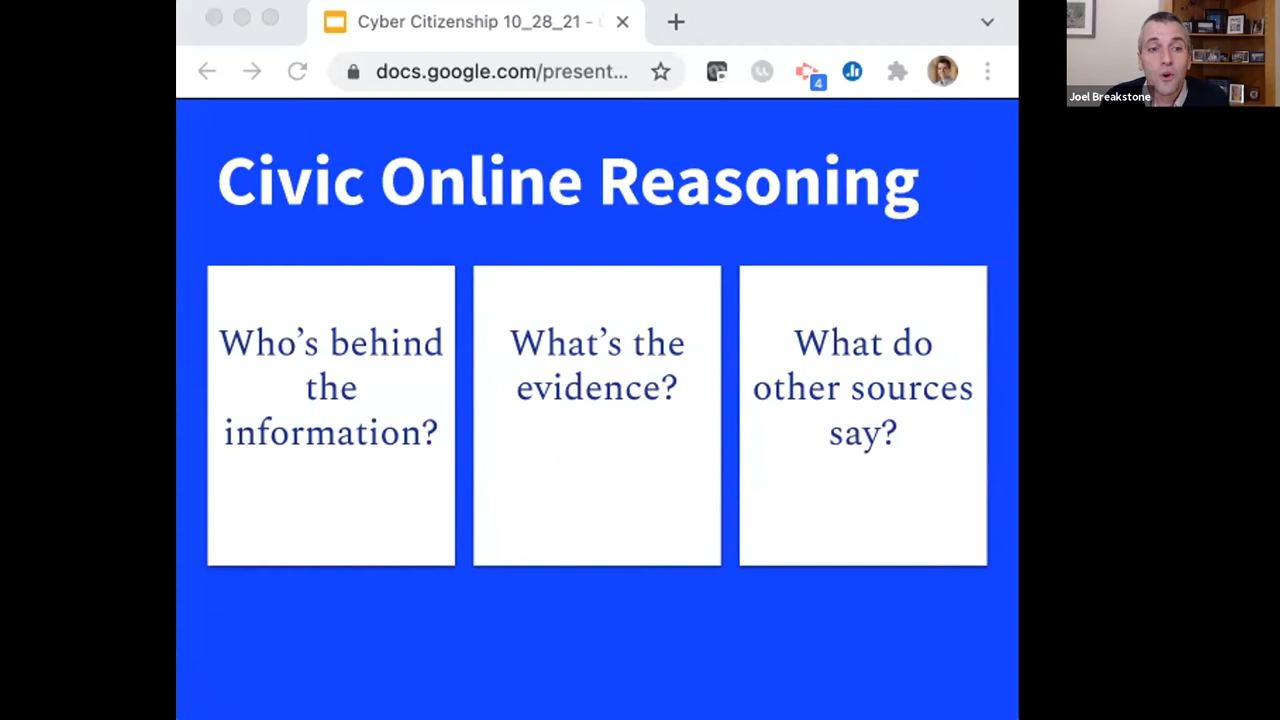 Cyber Citizenship 10_28_21 -
docs.google.com/present...
4
Joel Breakstone
Civic Online Reasoning
Who's behind
the
information?
What's the
evidence?
What do
other sources
say?